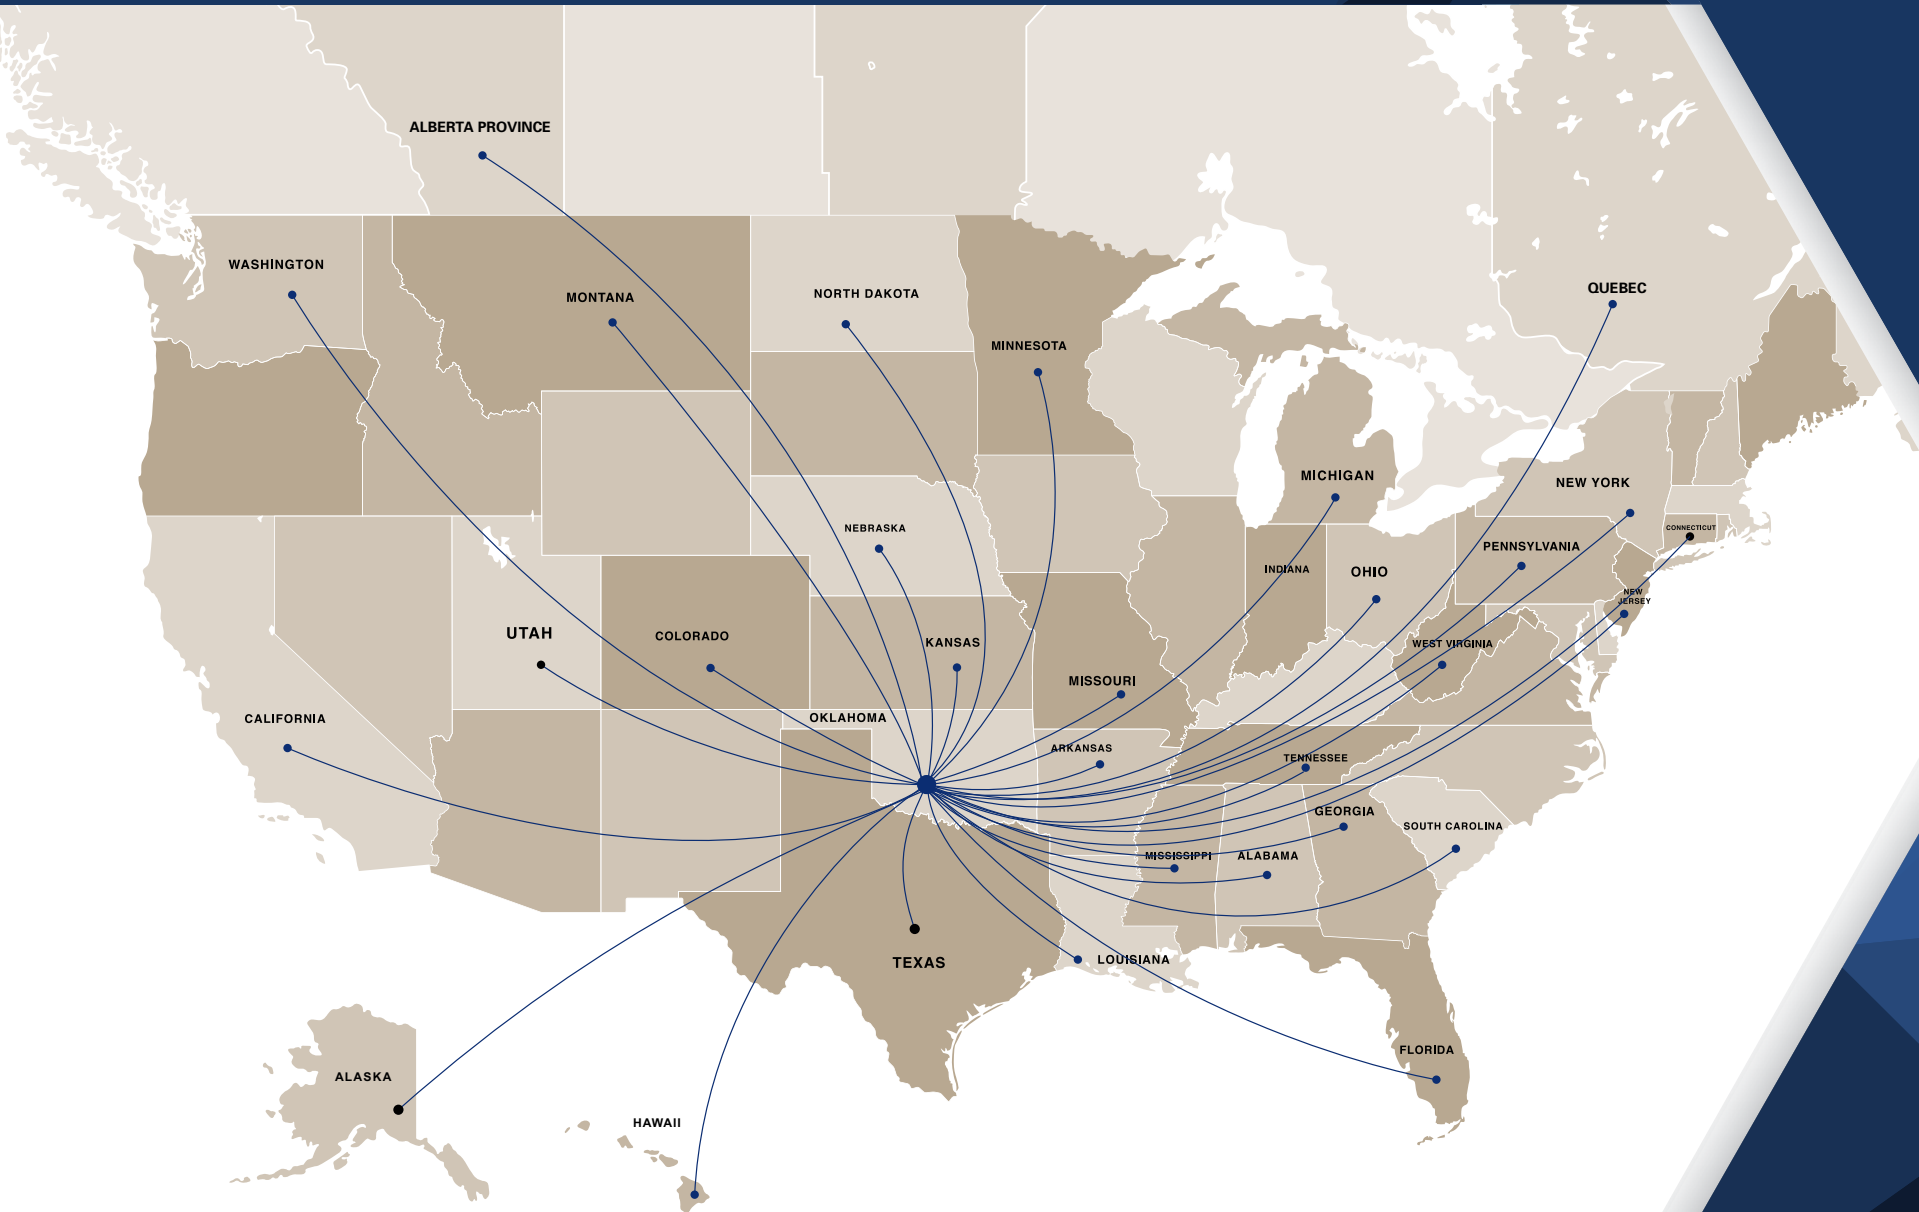 ALBERTA PROVINCE
WASHINGTON
MONTANA
NORTH DAKOTA
QUEBEC
MINNESOTA
MICHIGAN
NEW YORK
NEBRASKA
CONNECTICUT
PENNSYLVANIA
INDIANA
OHIO
NEW
JERSEY
UTAH
COLORADO
KANSAS
WEST VIRGINIA
MISSOURI
CALIFORNIA
OKLAHOMA
ARKANSAS
TENNESSEE
GEORGIA
SOUTH CAROLINA
MISSISSIPPI
ALABAMA
TEXAS
LOUISIANA
FLORIDA
ALASKA
HAWAII